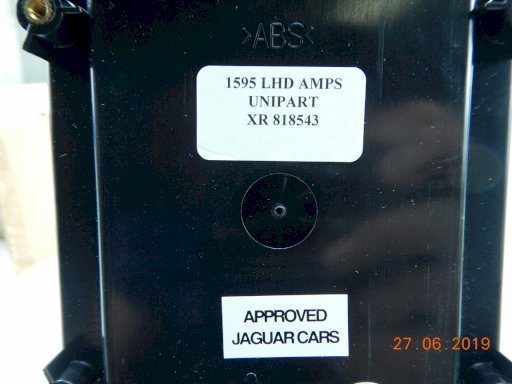 >ABS<
1595 LHD AMPS
UNIPART
XR 818543
APPROVED
JAGUAR CARS
27.06.2019